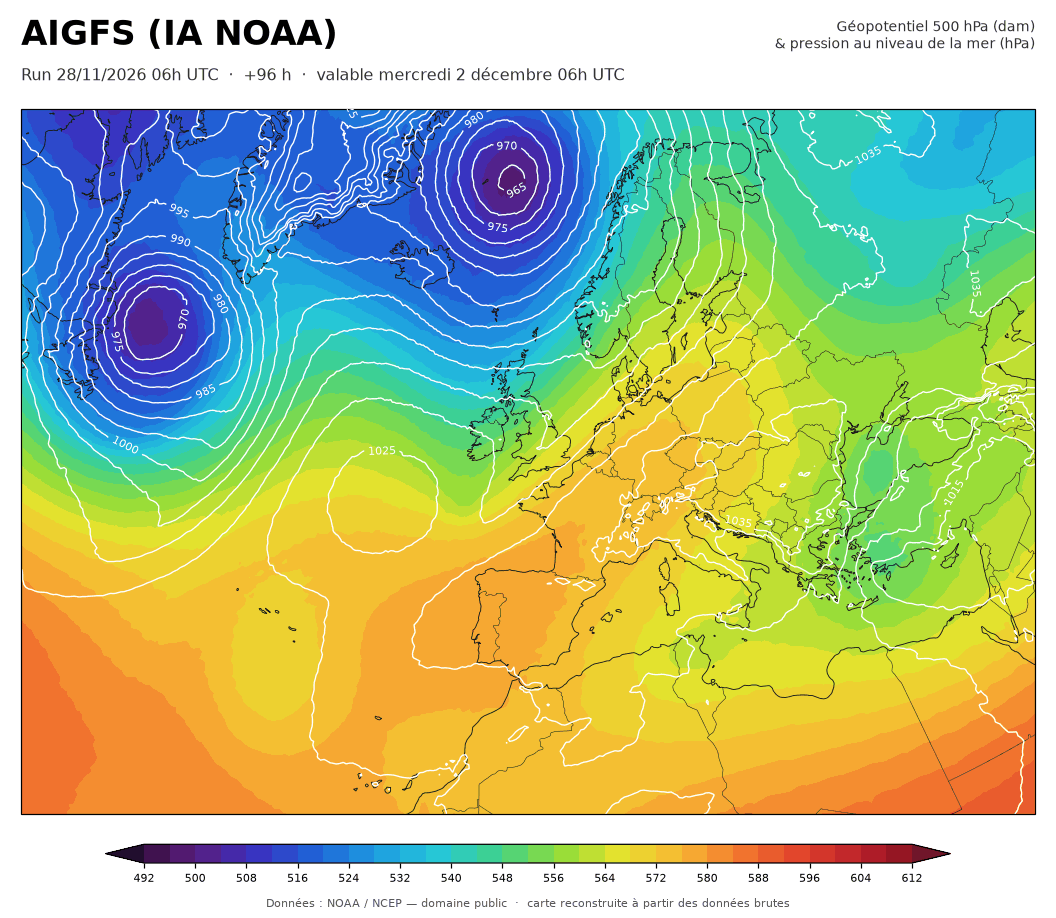 AIGFS (IA NOAA)
Géopotentiel 500 hPa (dam)
& pression au niveau de la mer (hPa)
Run 28/11/2026 06h UTC · +96 h · valable mercredi 2 décembre 06h UTC
980
970
1035
965
995
975
990
980
970
1035
975
985
1000
1025
1015
1035
492 500 508 516 524 532 540 548 556 564 572 580 588 596 604 612
Données : NOAA / NCEP — domaine public · carte reconstruite à partir des données brutes